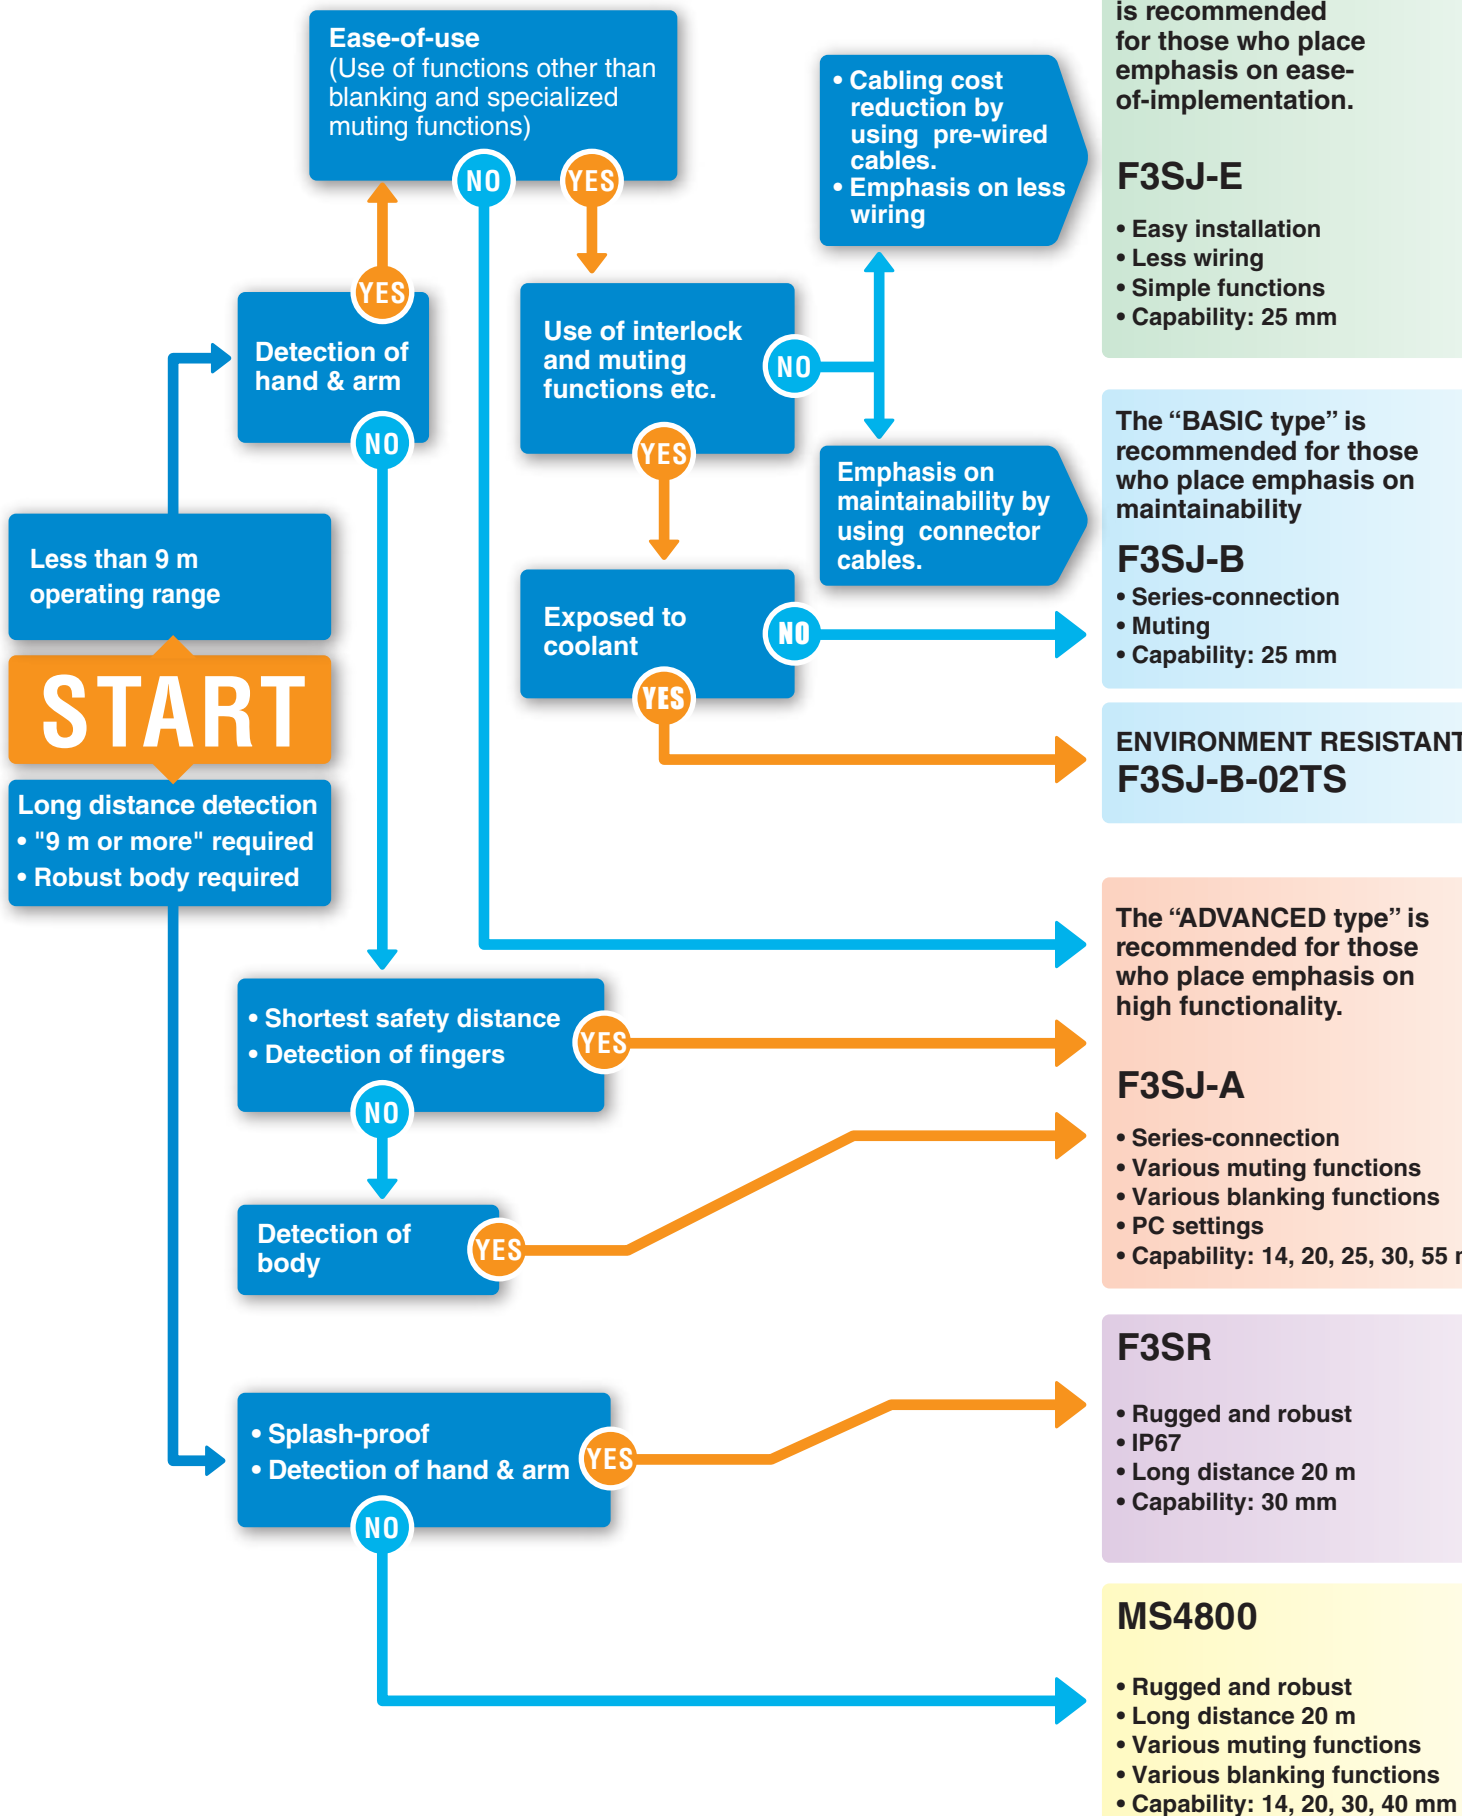 Ease-of-use
(Use of functions other than
blanking and specialized
muting functions)
NO
YES
• Cabling cost
reduction by
using pre-wired
cables.
• Emphasis on less
wiring
is recommended
for those who place
emphasis on ease-
of-implementation.
F3SJ-E
• Easy installation
• Less wiring
• Simple functions
• Capability: 25 mm
YES
Detection of
hand & arm
NO
Use of interlock
and muting
functions etc.
NO
YES
Emphasis on
maintainability by
using connector
cables.
The “BASIC type” is
recommended for those
who place emphasis on
maintainability
F3SJ-B
• Series-connection
• Muting
• Capability: 25 mm
Less than 9 m
operating range
Exposed to
coolant
NO
YES
START
ENVIRONMENT RESISTANT
F3SJ-B-02TS
Long distance detection
• "9 m or more" required
• Robust body required
The “ADVANCED type” is
recommended for those
who place emphasis on
high functionality.
F3SJ-A
• Series-connection
• Various muting functions
• Various blanking functions
• PC settings
• Capability: 14, 20, 25, 30, 55
• Shortest safety distance
• Detection of fingers
YES
NO
Detection of
body
YES
F3SR
• Rugged and robust
• IP67
• Long distance 20 m
• Capability: 30 mm
• Splash-proof
• Detection of hand & arm
YES
NO
MS4800
• Rugged and robust
• Long distance 20 m
• Various muting functions
• Various blanking functions
• Capability: 14, 20, 30, 40 mm